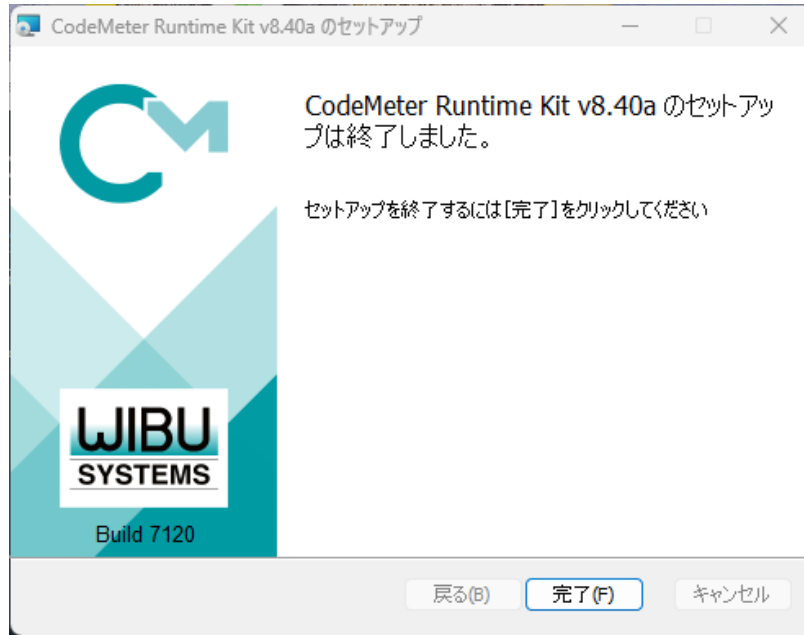 CodeMeter Runtime Kit v8.40a のセットアップ
CodeMeter Runtime Kit v8.40a のセットアッ
プは終了しました。
セットアップを終了するには[完了]をクリックしてください
CM
WIBU
SYSTEMS
Build 7120
戻る(B)
完了(F)
キャンセル